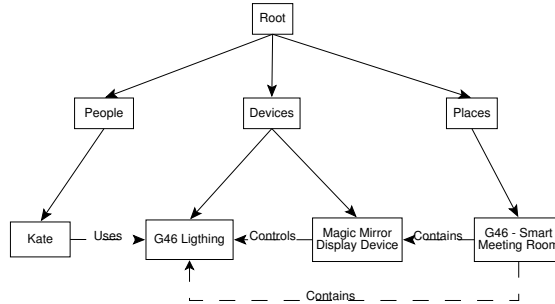 Root
People
Devices
Places
Kate
Uses
G46 Ligthing
Controls
Magic Mirror
Display Device
Contains
G46 - Smart
Meeting Room
Contains